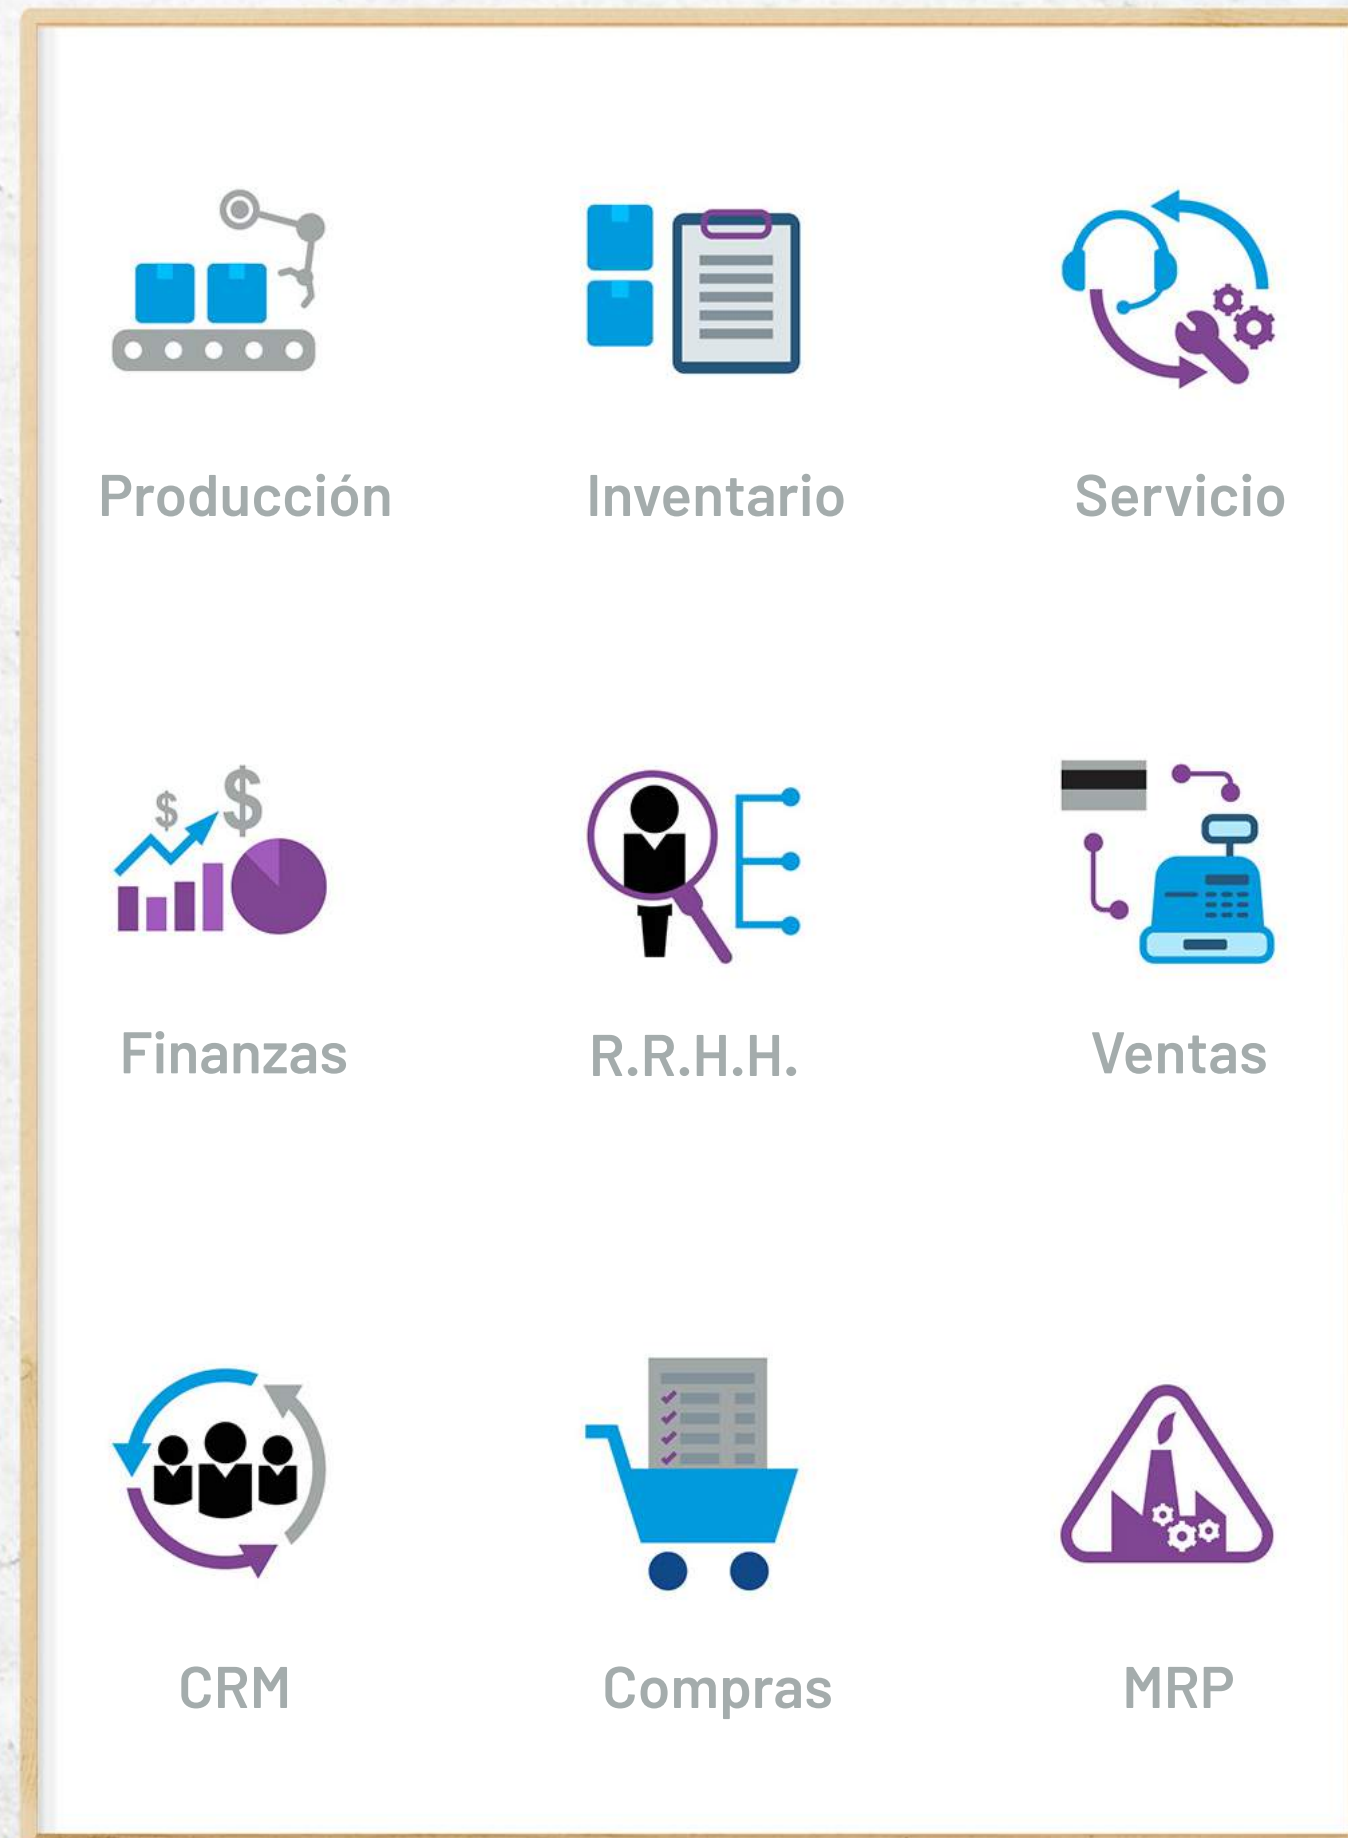 Producción
Inventario
Servicio
$ $
Finanzas
R.R.H.H.
Ventas
CRM
Compras
MRP